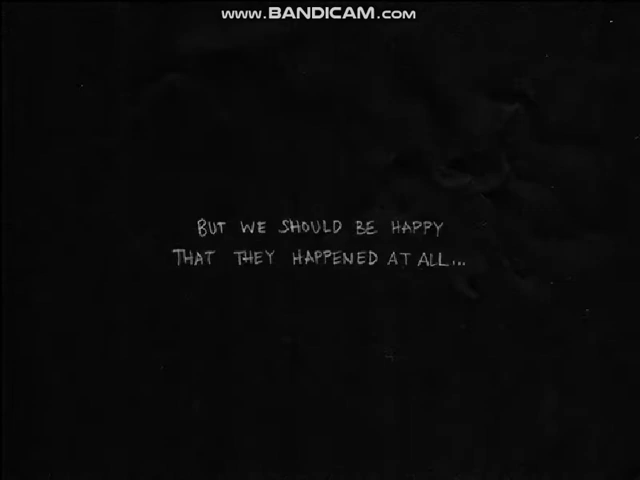 www.BANDICAM.com
BUT WE SHOULD BE HAPPY
THAT THEY HAPPENED AT ALL...